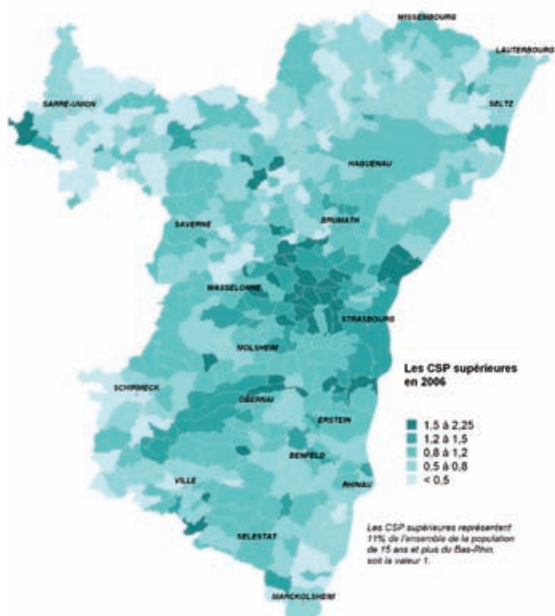 WISSEMBOURG
LAUTERBOURG
SARRE-UNION
SELTZ
HAGUENAU
SAVERNE
BRUMATH
WASSELONNE
STRASBOURG
MOLSHEIM
Les CSP supérieures
en 2006
SCHIRMECK
OBERNAI
1,5 à 2,25
ERSTEIN
1,2 à 1,5
0,8 à 1,2
BENFELD
0,5 à 0,8
VILLE
RHINAU
< 0,5
Les CSP supérieures représentent
11% de l'ensemble de la population
de 15 ans et plus du Bas-Rhin,
soit la valeur 1.
SELESTAT
MARCKOLSHEIM